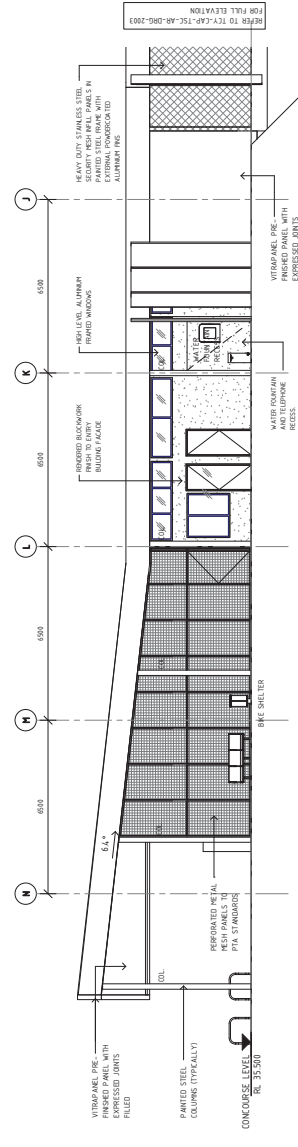 REFER TO TCY-CAP-TSC-AR-DRG-2003
FOR FULL ELEVATION
J
K
L
M
N
6500
6500
6500
6500
HEAVY DUTY STAINLESS STEEL
SECURITY MESH INFILL PANELS IN
PAINTED STEEL FRAME WITH
EXTERNAL POWDERCOATED
ALUMINIUM FINS
HIGH LEVEL ALUMINIUM
FRAMED WINDOWS
RENDERED BLOCKWORK
FINISH TO ENTRY
BUILDING FACADE
VITRAPANEL PRE-
FINISHED PANEL WITH
EXPRESSED JOINTS
WATER
FOUNTAIN
RECESS
COL
WATER FOUNTAIN
AND TELEPHONE
RECESS.
COL
COL
COL
BIKE SHELTER
6.4°
PERFORATED METAL
MESH PANELS TO
PTA STANDARDS
COL.
VITRAPANEL PRE-
FINISHED PANEL WITH
EXPRESSED JOINTS
FILLED
PAINTED STEEL
COLUMNS (TYPICALLY)
CONCOURSE LEVEL
RL 35.500